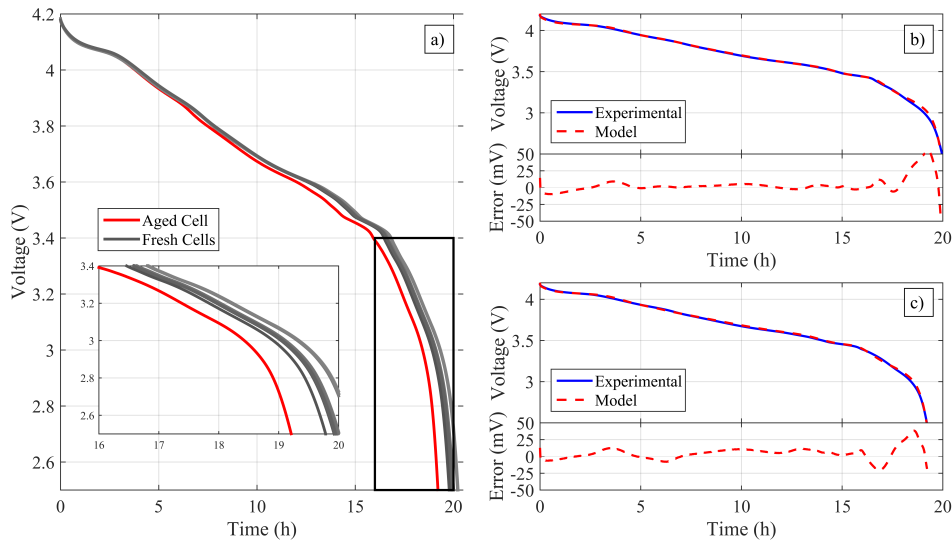 4.2
4
3.8
3.6
3.4
3.2
3
2.8
2.6
Voltage (V)
a)
Aged Cell
Fresh Cells
3.4
3.2
3.0
2.8
2.6
16 17 18 19 20
0 5 10 15 20
Time (h)
b)
4
3.5
3
Voltage (V)
Experimental
Model
50
25
0
-25
-50
Error (mV)
0 5 10 15 20
Time (h)
c)
4
3.5
3
Voltage (V)
Experimental
Model
50
25
0
-25
-50
Error (mV)
0 5 10 15 20
Time (h)